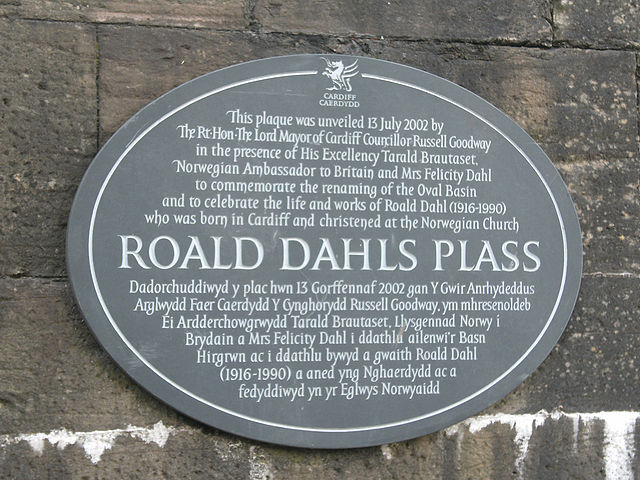 CARDIFF
CAERDYDD
This plaque was unveiled 13 July 2002 by
The Rt·Hon·The Lord Mayor of Cardiff Councillor Russell Goodway
in the presence of His Excellency Tarald Brautaset,
Norwegian Ambassador to Britain and Mrs Felicity Dahl
to commemorate the renaming of the Oval Basin
and to celebrate the life and works of Roald Dahl (1916-1990)
who was born in Cardiff and christened at the Norwegian Church
ROALD DAHLS PLASS
Dadorchuddiwyd y plac hwn 13 Gorffennaf 2002 gan Y Gwir Anrhydeddus
Arglwydd Faer Caerdydd Y Cynghorydd Russell Goodway, ym mhresenoldeb
Ei Ardderchowgrwydd Tarald Brautaset, Llysgennad Norwy i
Brydain a Mrs Felicity Dahl i ddathlu ailenwi'r Basn
Hirgrwn ac i ddathlu bywyd a gwaith Roald Dahl
(1916-1990) a aned yng Nghaerdydd ac a
fedyddiwyd yn yr Eglwys Norwyaidd